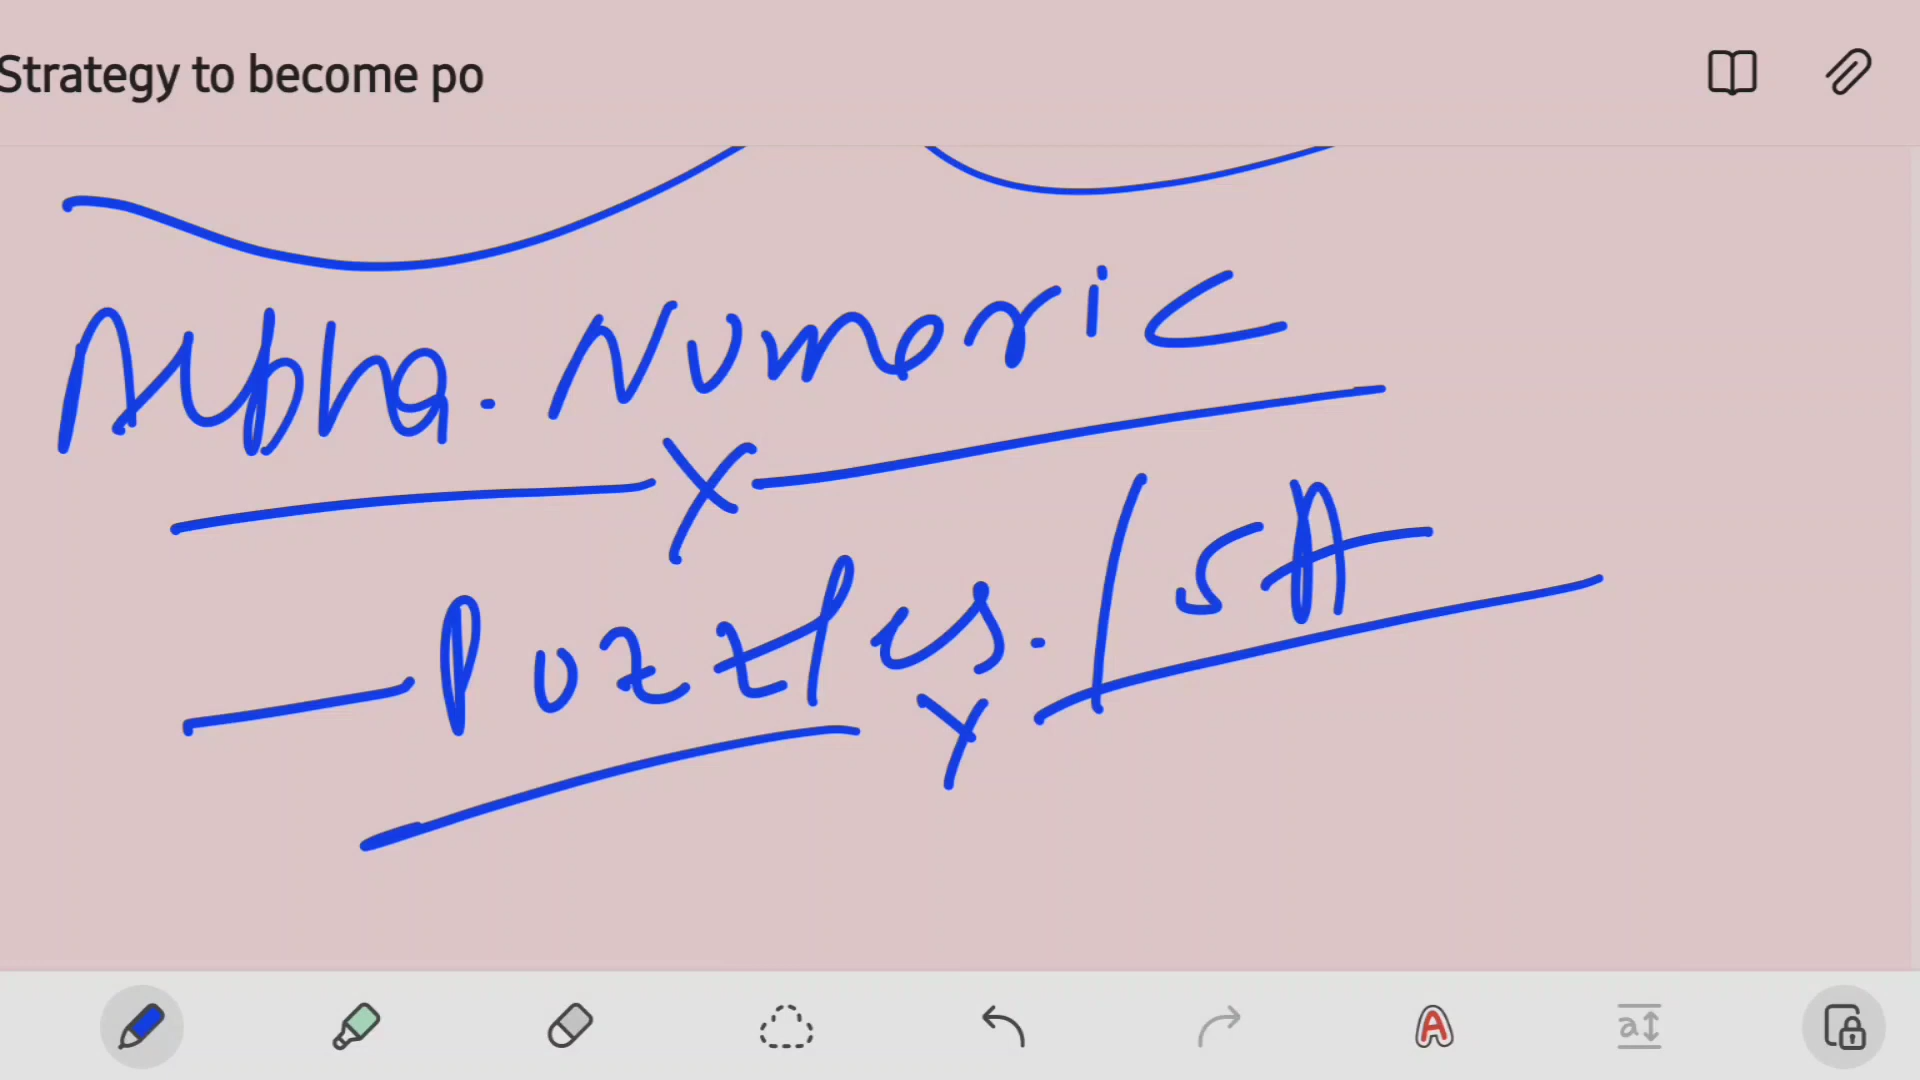 Strategy to become po
Alpha. Numeric
x
Puzzles. / SA
x